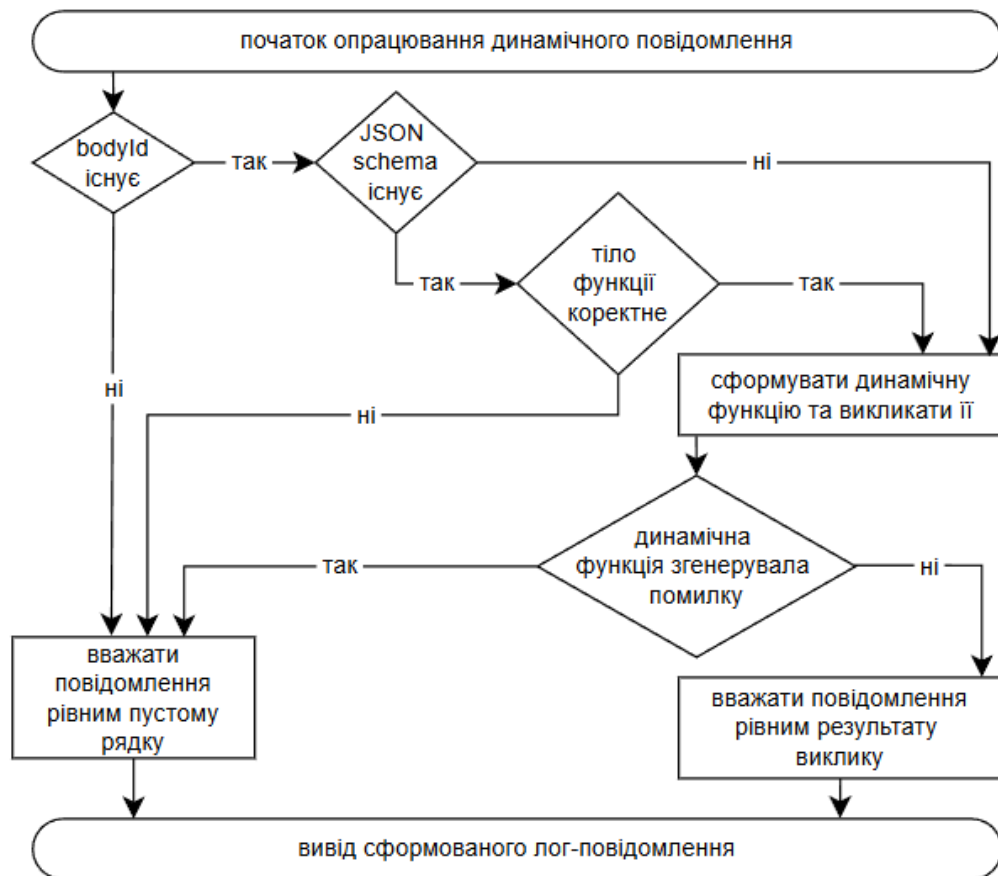 початок опрацювання динамічного повідомлення
bodyId
існує
так
JSON
schema
існує
ні
так
тіло
функції
коректне
так
ні
ні
сформувати динамічну
функцію та викликати її
динамічна
функція згенерувала
помилку
так
ні
вважати
повідомлення
рівним пустому
рядку
вважати повідомлення
рівним результату
виклику
вивід сформованого лог-повідомлення